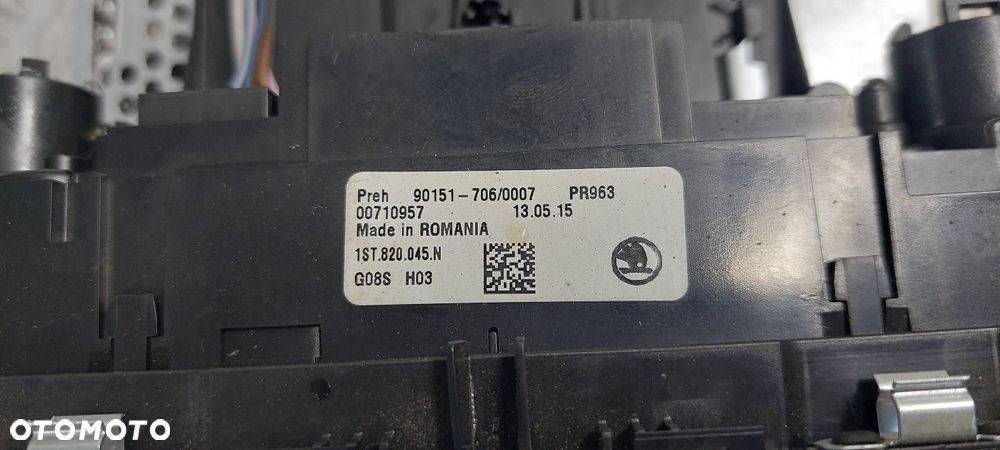 Preh 90151-706/0007 PR963
00710957 13.05.15
Made in ROMANIA
1ST.820.045.N
G08S H03
OTOMOTO